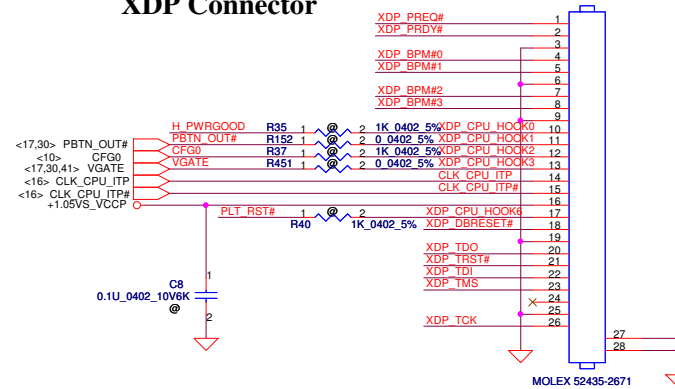 XDP Connector
XDP_PREQ# 1
XDP_PRDY# 2
3
XDP_BPM#0 4
XDP_BPM#1 5
6
XDP_BPM#2 7
XDP_BPM#3 8
9
H_PWRGOOD R35 1 @ 2 1K_0402_5% XDP_CPU_HOOK0 10
<17,30> PBTN_OUT# PBTN_OUT# R152 1 @ 2 0_0402_5% XDP_CPU_HOOK1 11
<10> CFG0 CFG0 R37 1 @ 2 1K_0402_5% XDP_CPU_HOOK2 12
<17,30,41> VGATE VGATE R451 1 @ 2 0_0402_5% XDP_CPU_HOOK3 13
<16> CLK_CPU_ITP CLK_CPU_ITP 14
<16> CLK_CPU_ITP# CLK_CPU_ITP# 15
+1.05VS_VCCP 16
PLT_RST# 1 @ 2 XDP_CPU_HOOK6 17
R40 1K_0402_5% XDP_DBRESET# 18
19
XDP_TDO 20
XDP_TRST# 21
XDP_TDI 22
XDP_TMS 23
24
25
XDP_TCK 26
1
C8
0.1U_0402_10V6K
@
2
27
28
MOLEX 52435-2671